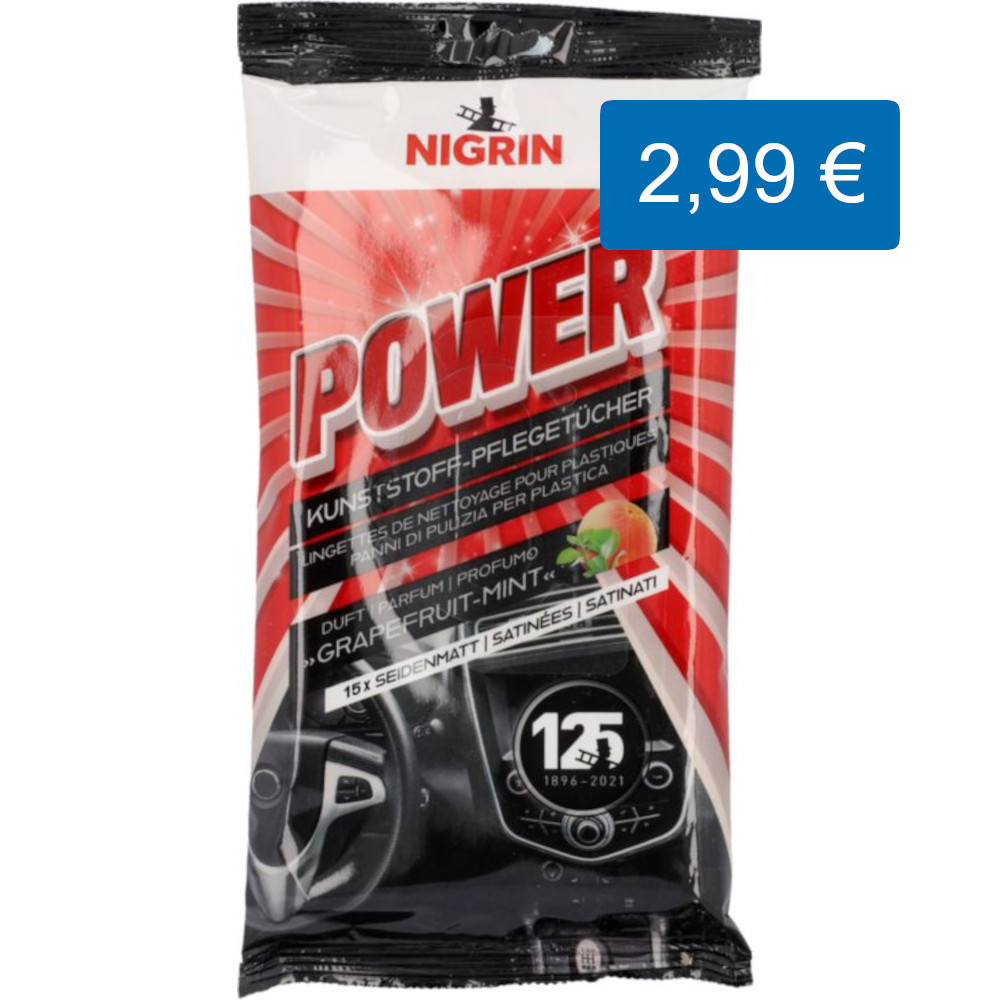 NIGRIN
2,99 €
POWER
KUNSTSTOFF-PFLEGETÜCHER
LINGETTES DE NETTOYAGE POUR PLASTIQUES
PANNI DI PULIZIA PER PLASTICA
DUFT | PARFUM | PROFUMO
»GRAPEFRUIT-MINT«
15x SEIDENMATT | SATINÉES | SATINATI
125
1896-2021